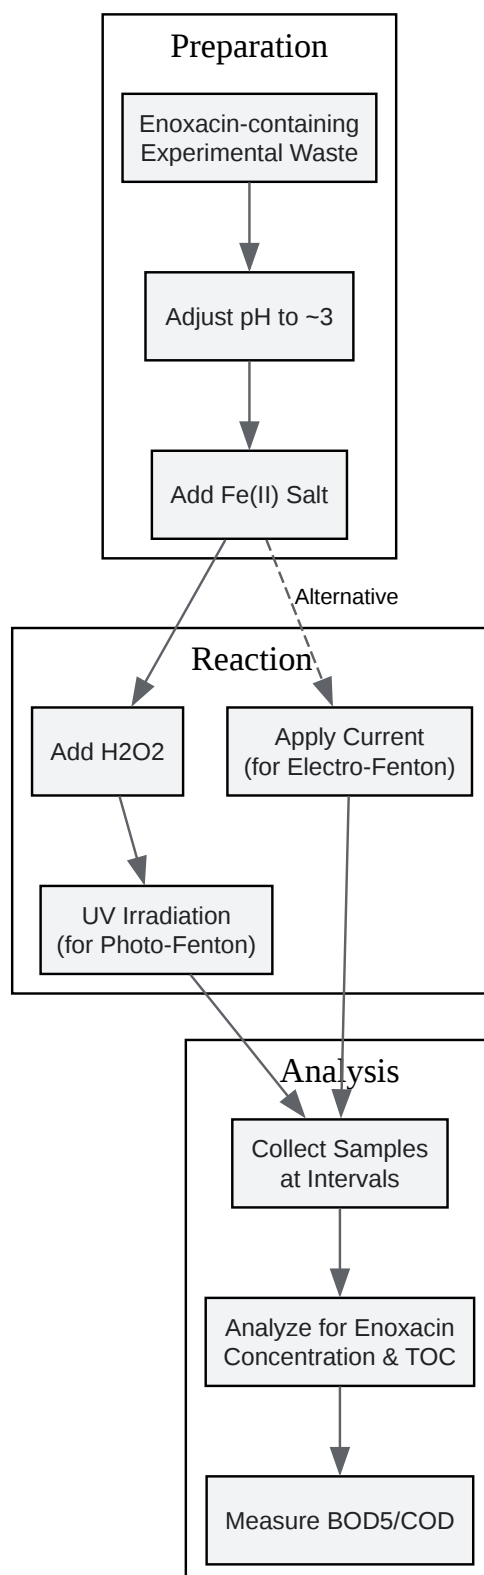 Preparation
Enoxacin-containing
Experimental Waste
Adjust pH to ~3
Add Fe(II) Salt
Alternative
Reaction
Add H2O2
Apply Current
(for Electro-Fenton)
UV Irradiation
(for Photo-Fenton)
Analysis
Collect Samples
at Intervals
Analyze for Enoxacin
Concentration & TOC
Measure BOD5/COD